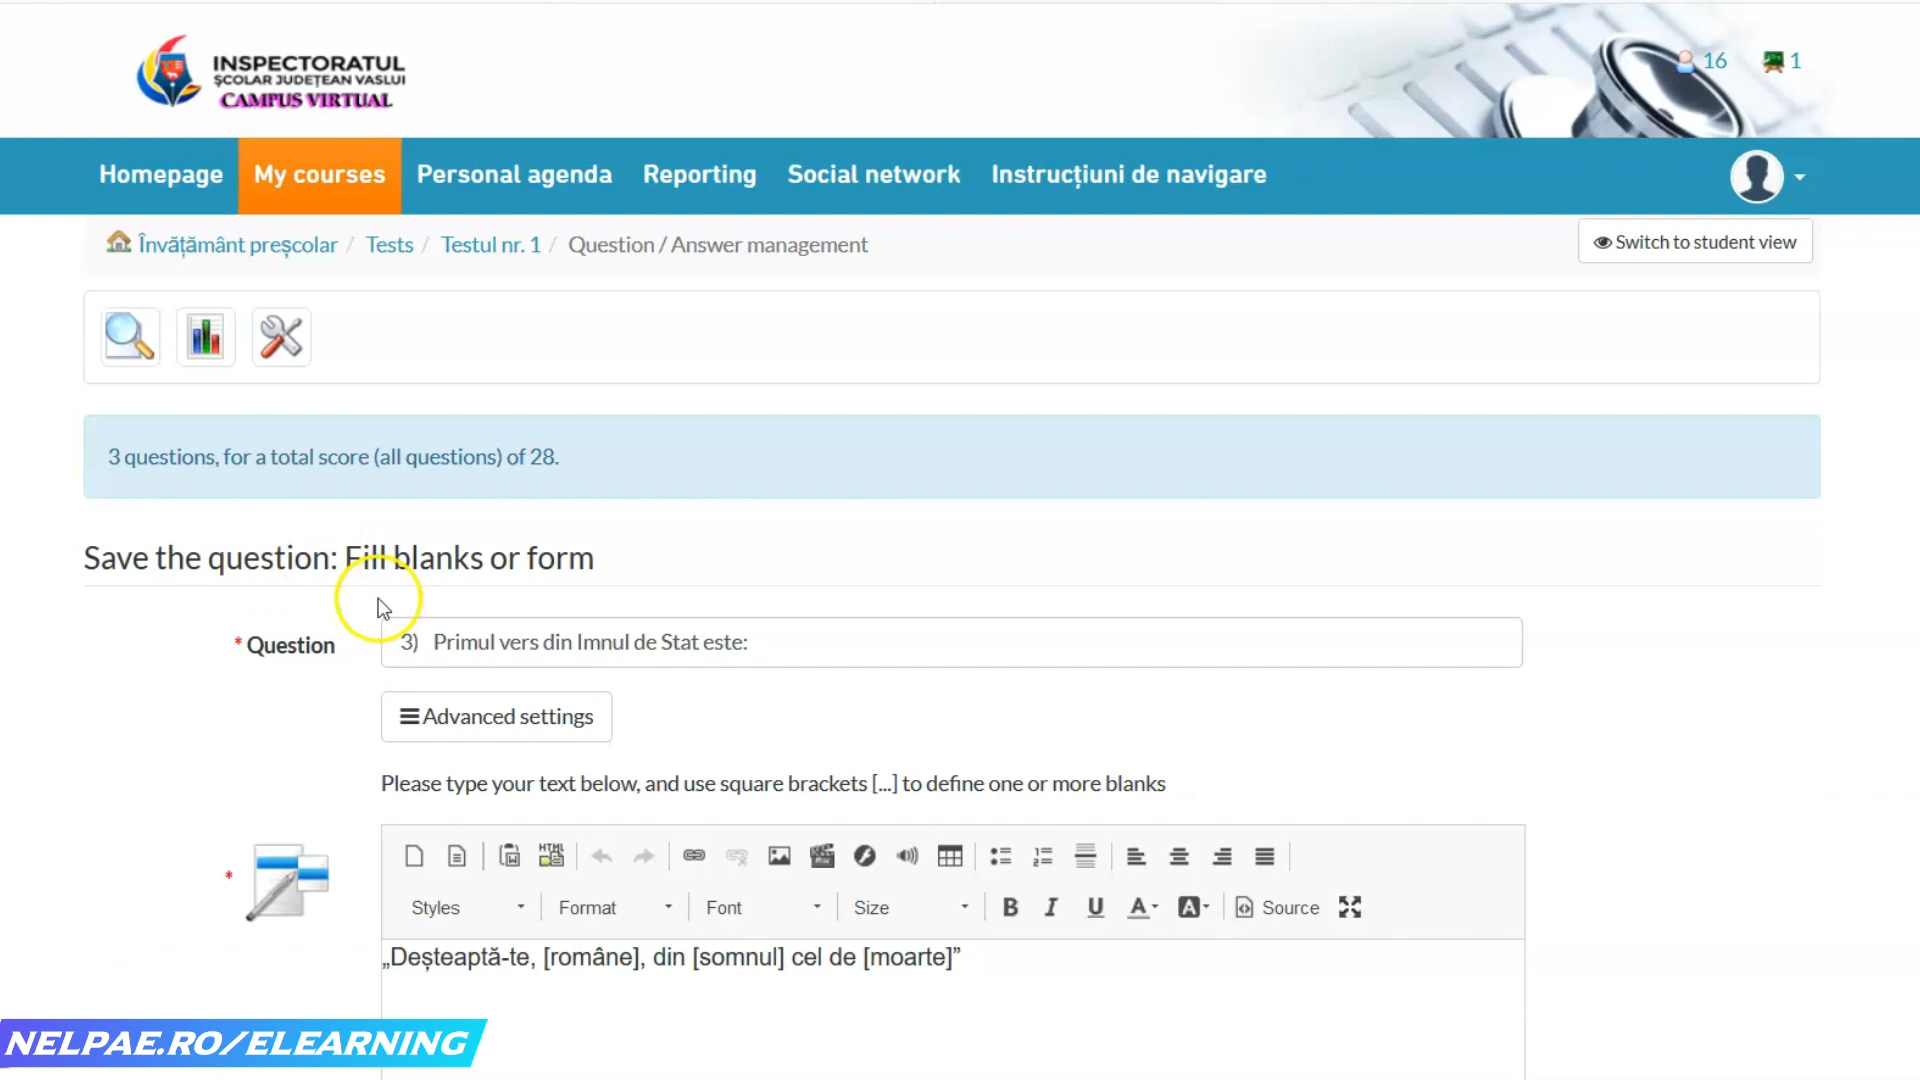 INSPECTORATUL
ȘCOLAR JUDEȚEAN VASLUI
CAMPUS VIRTUAL
16
1
Homepage
My courses
Personal agenda
Reporting
Social network
Instrucțiuni de navigare
Învățământ preșcolar / Tests / Testul nr. 1 / Question / Answer management
Switch to student view
3 questions, for a total score (all questions) of 28.
Save the question: Fill blanks or form
* Question
3) Primul vers din Imnul de Stat este:
Advanced settings
Please type your text below, and use square brackets [...] to define one or more blanks
*
HTML
Styles
Format
Font
Size
B I U A A
Source
„Deșteaptă-te, [române], din [somnul] cel de [moarte]”
NELPAE.RO/ELEARNING